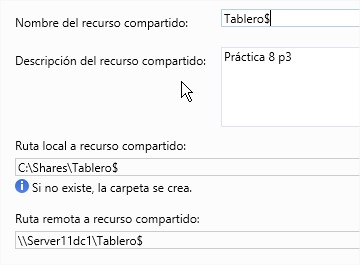 Nombre del recurso compartido:
Tablero$
Descripción del recurso compartido:
Práctica 8 p3
Ruta local a recurso compartido:
C:\Shares\Tablero$
Si no existe, la carpeta se crea.
Ruta remota a recurso compartido:
\\Server11dc1\Tablero$